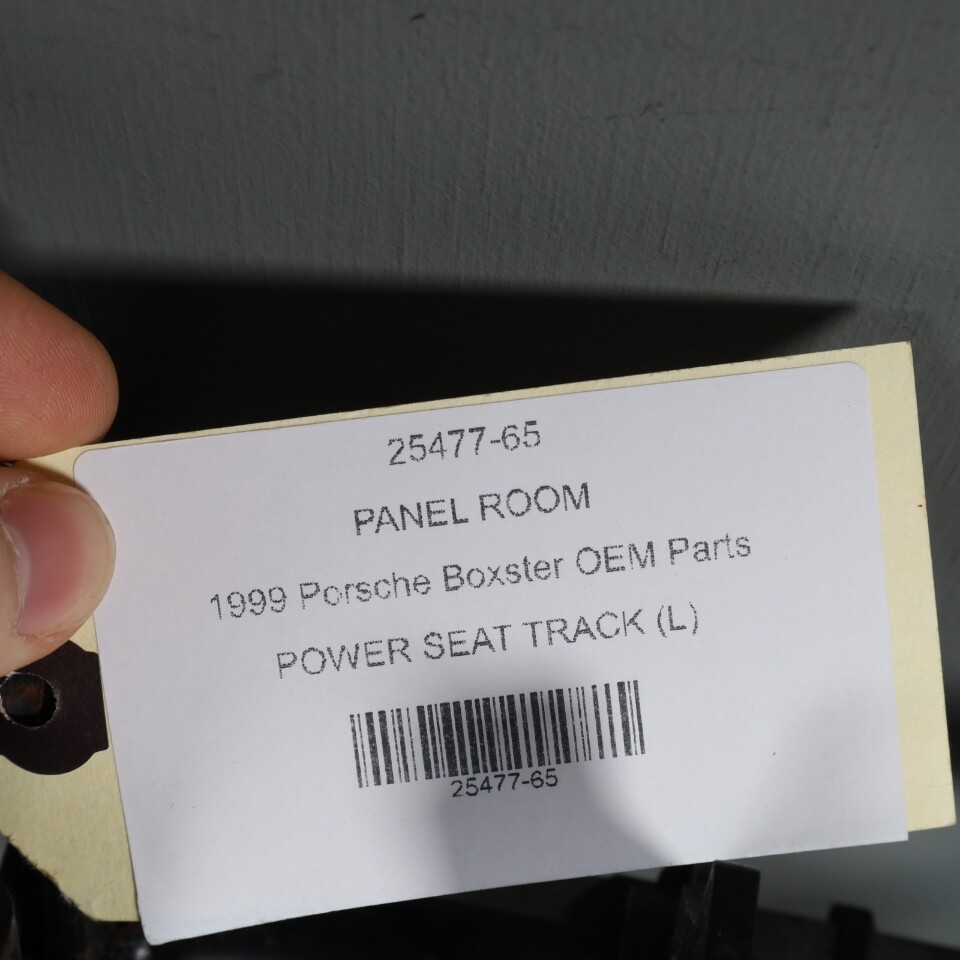 25477-65
PANEL ROOM
1999 Porsche Boxster OEM Parts
POWER SEAT TRACK (L)
25477-65